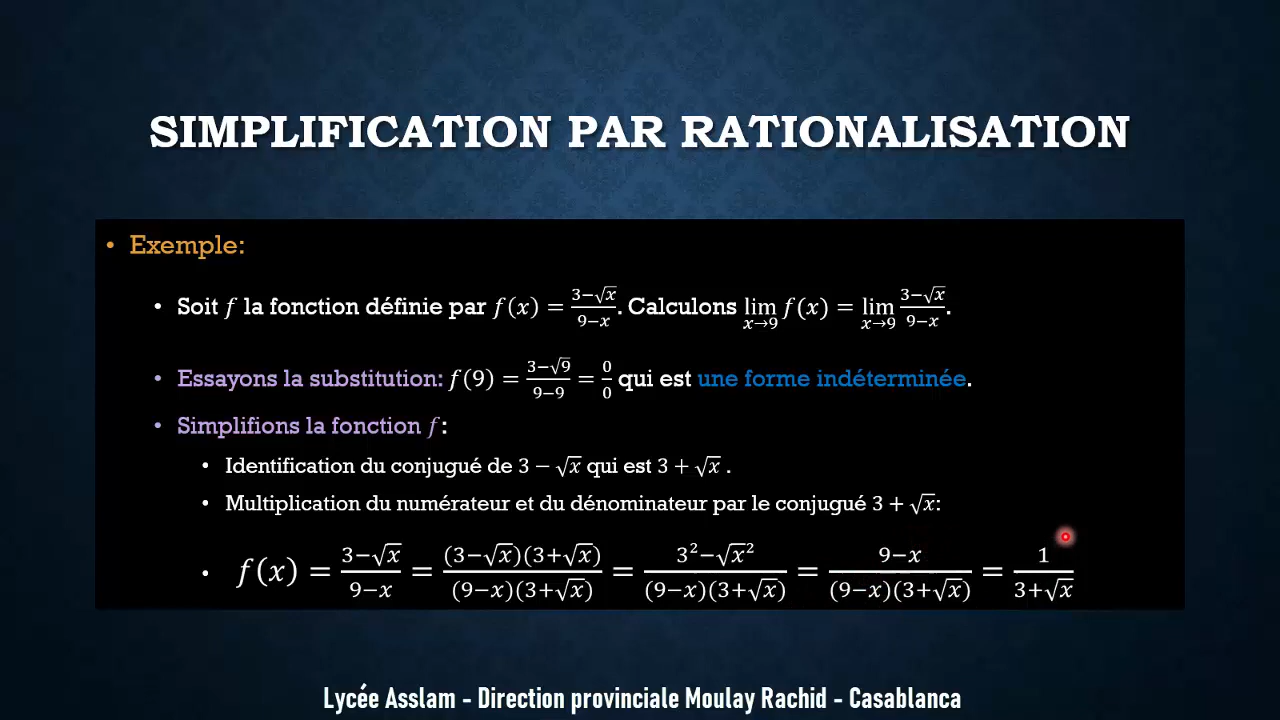 SIMPLIFICATION PAR RATIONALISATION
• Exemple:
• Soit f la fonction définie par f(x) = (3−√x)/(9−x). Calculons lim x→9 f(x) = lim x→9 (3−√x)/(9−x).
• Essayons la substitution: f(9) = (3−√9)/(9−9) = 0/0 qui est une forme indéterminée.
• Simplifions la fonction f:
• Identification du conjugué de 3 − √x qui est 3 + √x .
• Multiplication du numérateur et du dénominateur par le conjugué 3 + √x:
• f(x) = (3−√x)/(9−x) = ((3−√x)(3+√x))/((9−x)(3+√x)) = (3²−√x²)/((9−x)(3+√x)) = (9−x)/((9−x)(3+√x)) = 1/(3+√x)
Lycée Asslam - Direction provinciale Moulay Rachid - Casablanca